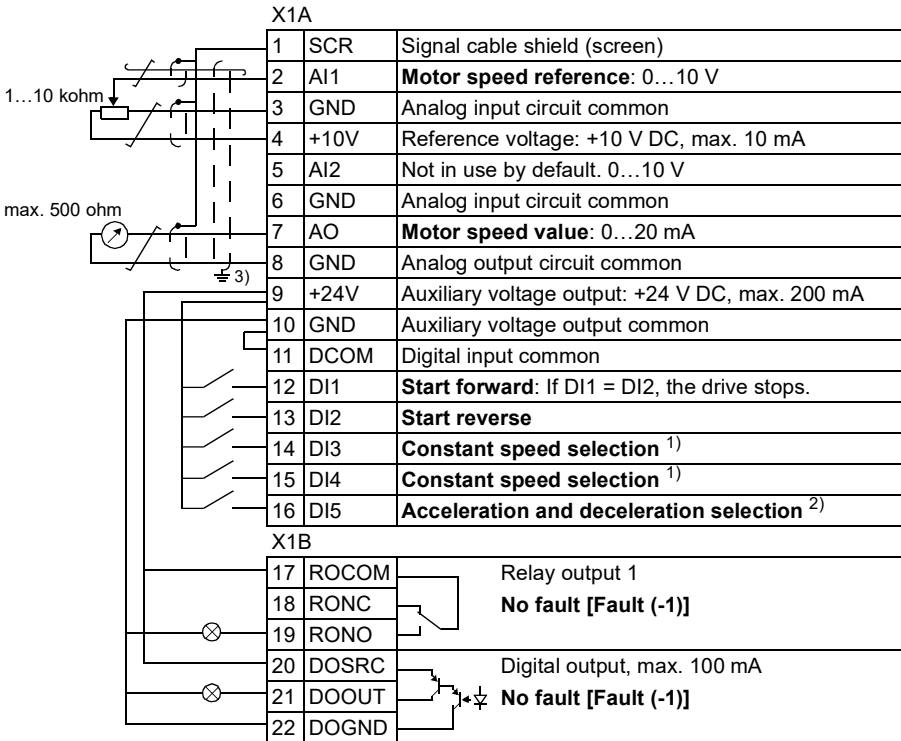 X1A
1 SCR Signal cable shield (screen)
2 AI1 Motor speed reference: 0…10 V
1…10 kohm
3 GND Analog input circuit common
4 +10V Reference voltage: +10 V DC, max. 10 mA
5 AI2 Not in use by default. 0…10 V
6 GND Analog input circuit common
max. 500 ohm
7 AO Motor speed value: 0…20 mA
8 GND Analog output circuit common
3)
9 +24V Auxiliary voltage output: +24 V DC, max. 200 mA
10 GND Auxiliary voltage output common
11 DCOM Digital input common
12 DI1 Start forward: If DI1 = DI2, the drive stops.
13 DI2 Start reverse
14 DI3 Constant speed selection 1)
15 DI4 Constant speed selection 1)
16 DI5 Acceleration and deceleration selection 2)
X1B
17 ROCOM Relay output 1
18 RONC No fault [Fault (-1)]
19 RONO
20 DOSRC Digital output, max. 100 mA
21 DOOUT No fault [Fault (-1)]
22 DOGND